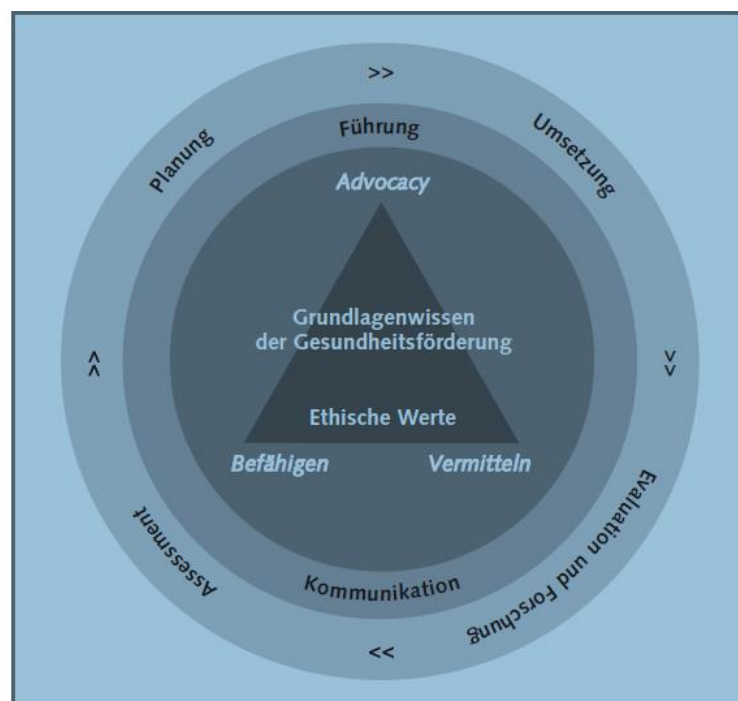 >>
Führung
Planung
Umsetzung
Advocacy
Grundlagenwissen
der Gesundheitsförderung
>>
>>
Ethische Werte
Befähigen
Vermitteln
Assessment
Kommunikation
Evaluation und Forschung
<<